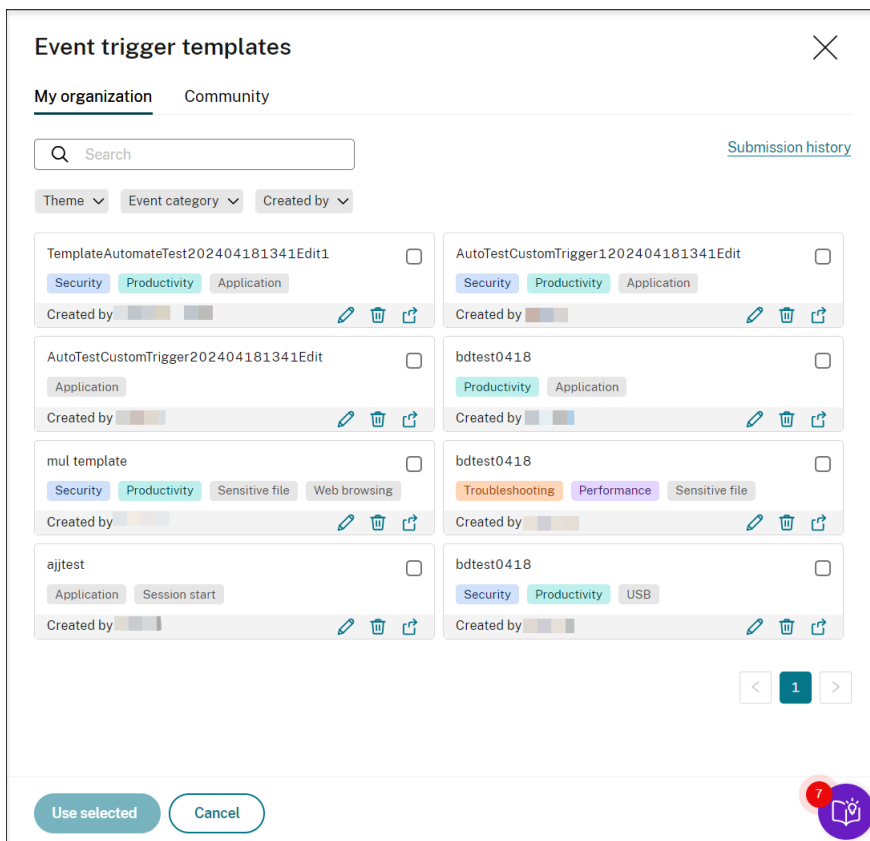 Event trigger templates
My organization Community
Search
Submission history
Theme Event category Created by
TemplateAutomateTest202404181341Edit1
Security Productivity Application
Created by
AutoTestCustomTrigger1202404181341Edit
Security Productivity Application
Created by
AutoTestCustomTrigger202404181341Edit
Application
Created by
bdtest0418
Productivity Application
Created by
mul template
Security Productivity Sensitive file Web browsing
Created by
bdtest0418
Troubleshooting Performance Sensitive file
Created by
ajjtest
Application Session start
Created by
bdtest0418
Security Productivity USB
Created by
1
Use selected Cancel
7